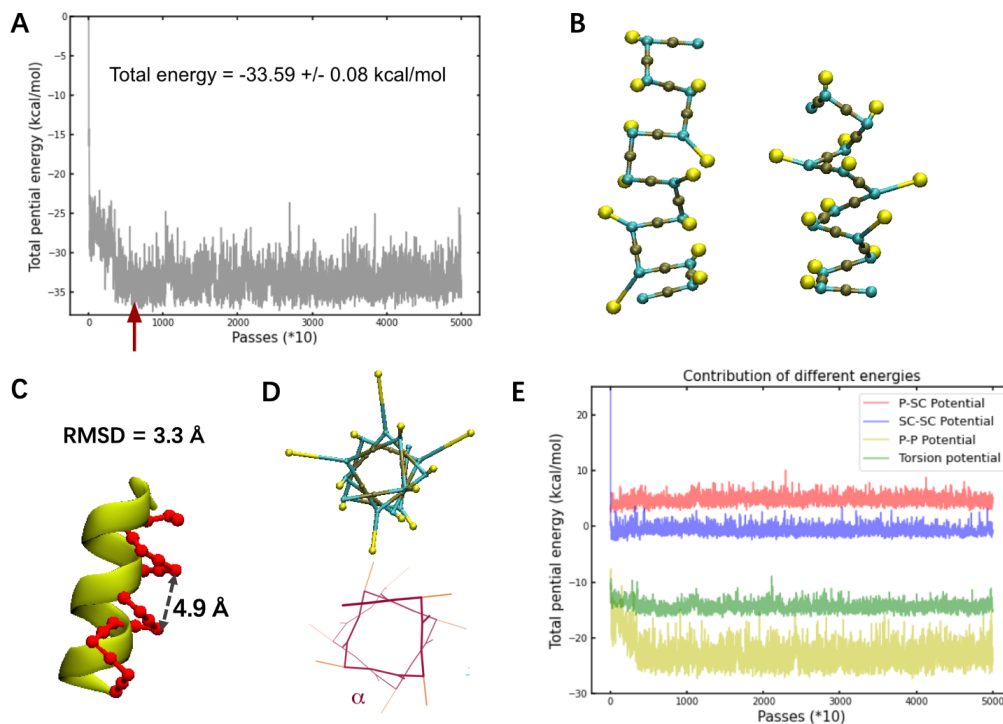 A
Total energy = -33.59 +/- 0.08 kcal/mol
Total pential energy (kcal/mol)
0
−5
−10
−15
−20
−25
−30
−35
0 1000 2000 3000 4000 5000
Passes (*10)
B
C
RMSD = 3.3 Å
4.9 Å
D
α
E
Contribution of different energies
P-SC Potential
SC-SC Potential
P-P Potential
Torsion potential
Total pential energy (kcal/mol)
20
10
0
−10
−20
−30
0 1000 2000 3000 4000 5000
Passes (*10)